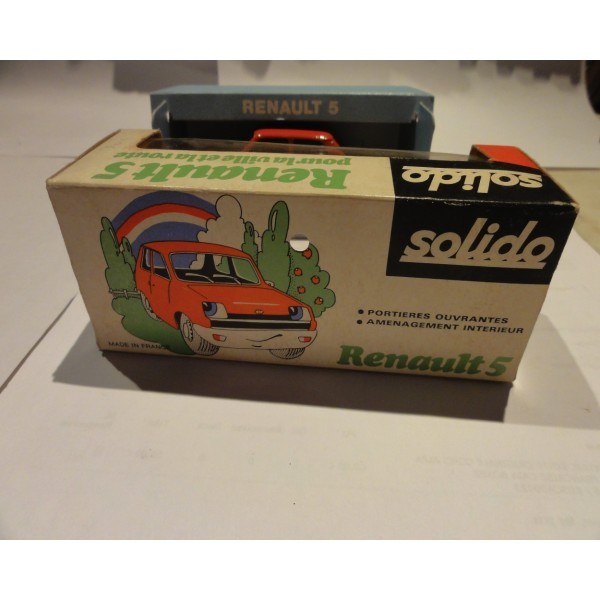 RENAULT 5
Renault 5
pour la ville et la route
solido
solido
• PORTIERES OUVRANTES
• AMENAGEMENT INTERIEUR
MADE IN FRANCE
Renault 5